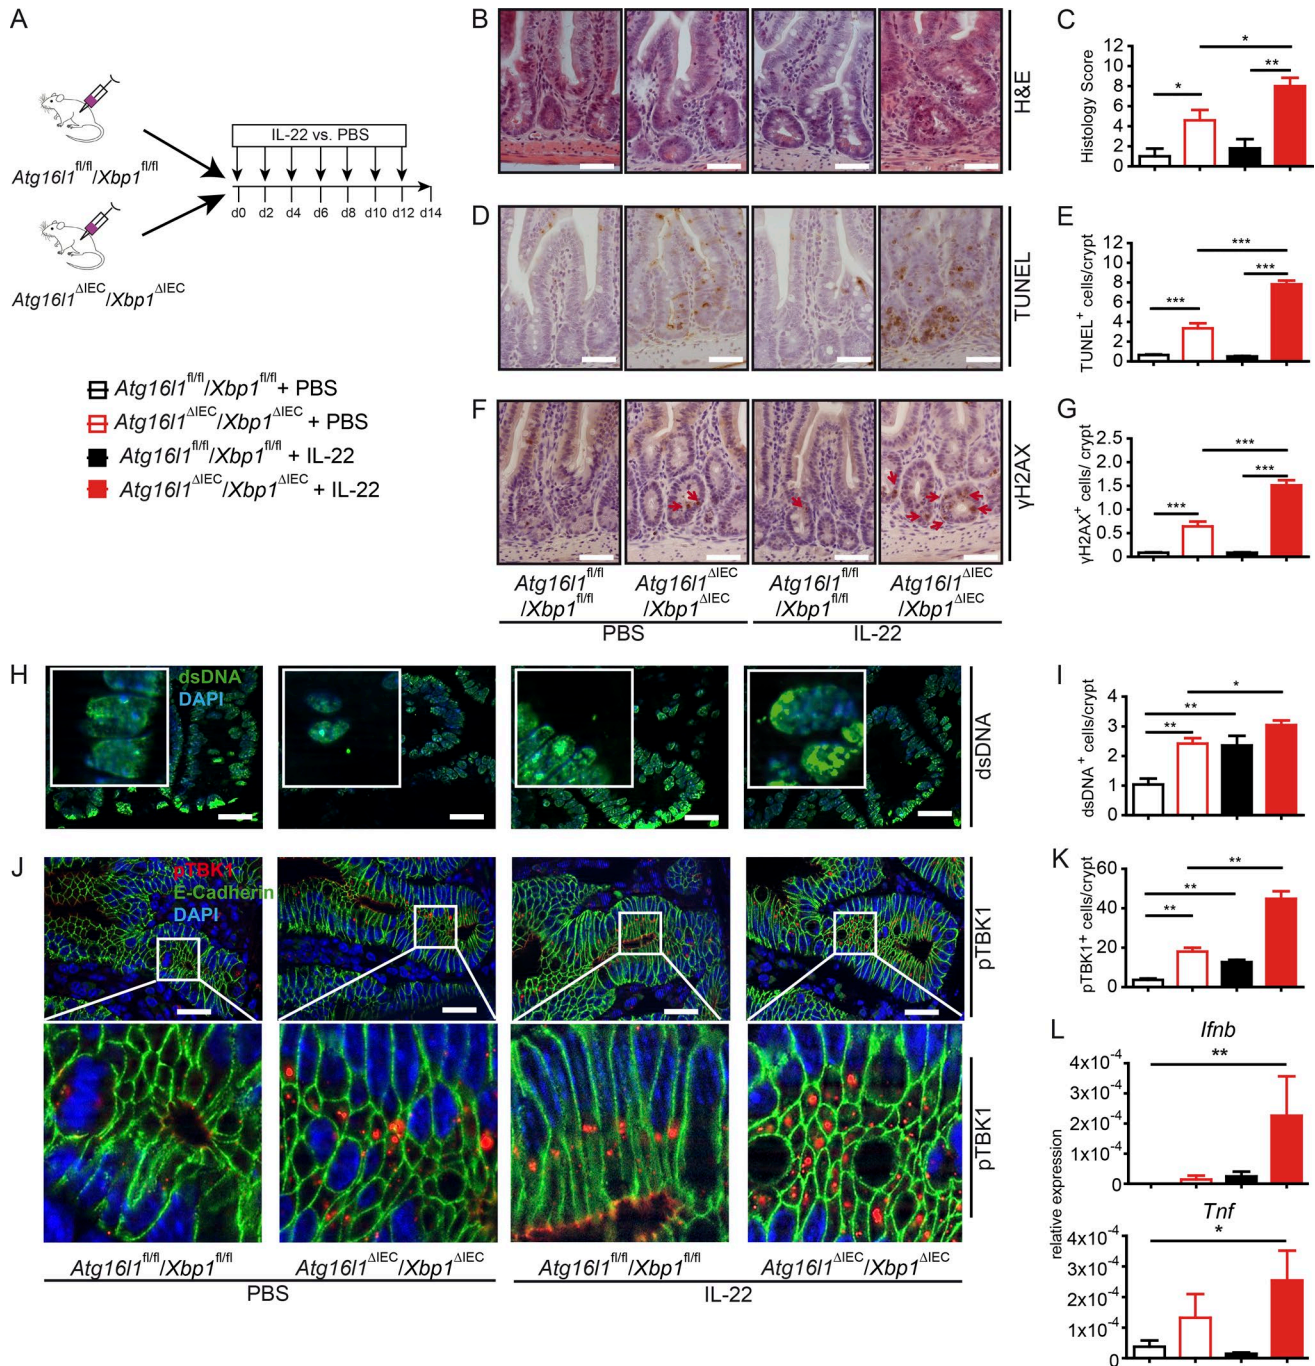 A
IL-22 vs. PBS
Atg16l1fl/fl/Xbp1fl/fl
d0 d2 d4 d6 d8 d10 d12 d14
Atg16l1ΔIEC/Xbp1ΔIEC
Atg16l1fl/fl/Xbp1fl/fl + PBS
Atg16l1ΔIEC/Xbp1ΔIEC + PBS
Atg16l1fl/fl/Xbp1fl/fl + IL-22
Atg16l1ΔIEC/Xbp1ΔIEC + IL-22
B
H&E
C
Histology Score
12
10
8
6
4
2
0
*
*
**
D
TUNEL
E
TUNEL+ cells/crypt
12
10
8
6
4
2
0
***
***
***
F
γH2AX
G
γH2AX+ cells/ crypt
2.5
2.0
1.5
1.0
0.5
0
***
***
***
Atg16l1fl/fl Atg16l1ΔIEC Atg16l1fl/fl Atg16l1ΔIEC
/Xbp1fl/fl /Xbp1ΔIEC /Xbp1fl/fl /Xbp1ΔIEC
PBS IL-22
H
dsDNA
DAPI
dsDNA
I
dsDNA+ cells/crypt
4
3
2
1
0
*
**
**
J
pTBK1
E-Cadherin
DAPI
pTBK1
pTBK1
K
pTBK1+ cells/crypt
60
40
20
0
**
**
**
Atg16l1fl/fl/Xbp1fl/fl Atg16l1ΔIEC/Xbp1ΔIEC Atg16l1fl/fl/Xbp1fl/fl Atg16l1ΔIEC/Xbp1ΔIEC
PBS IL-22
L
relative expression
Ifnb
**
4x10-4
3x10-4
2x10-4
1x10-4
0
Tnf
*
4x10-4
3x10-4
2x10-4
1x10-4
0